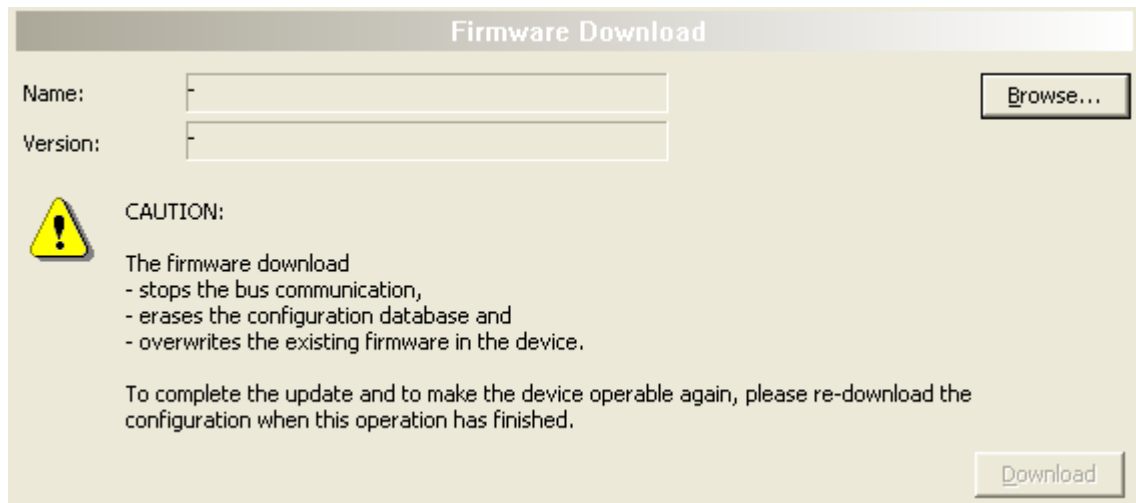 Firmware Download
Name: - Browse...
Version: -
CAUTION:
The firmware download
- stops the bus communication,
- erases the configuration database and
- overwrites the existing firmware in the device.
To complete the update and to make the device operable again, please re-download the
configuration when this operation has finished.
Download